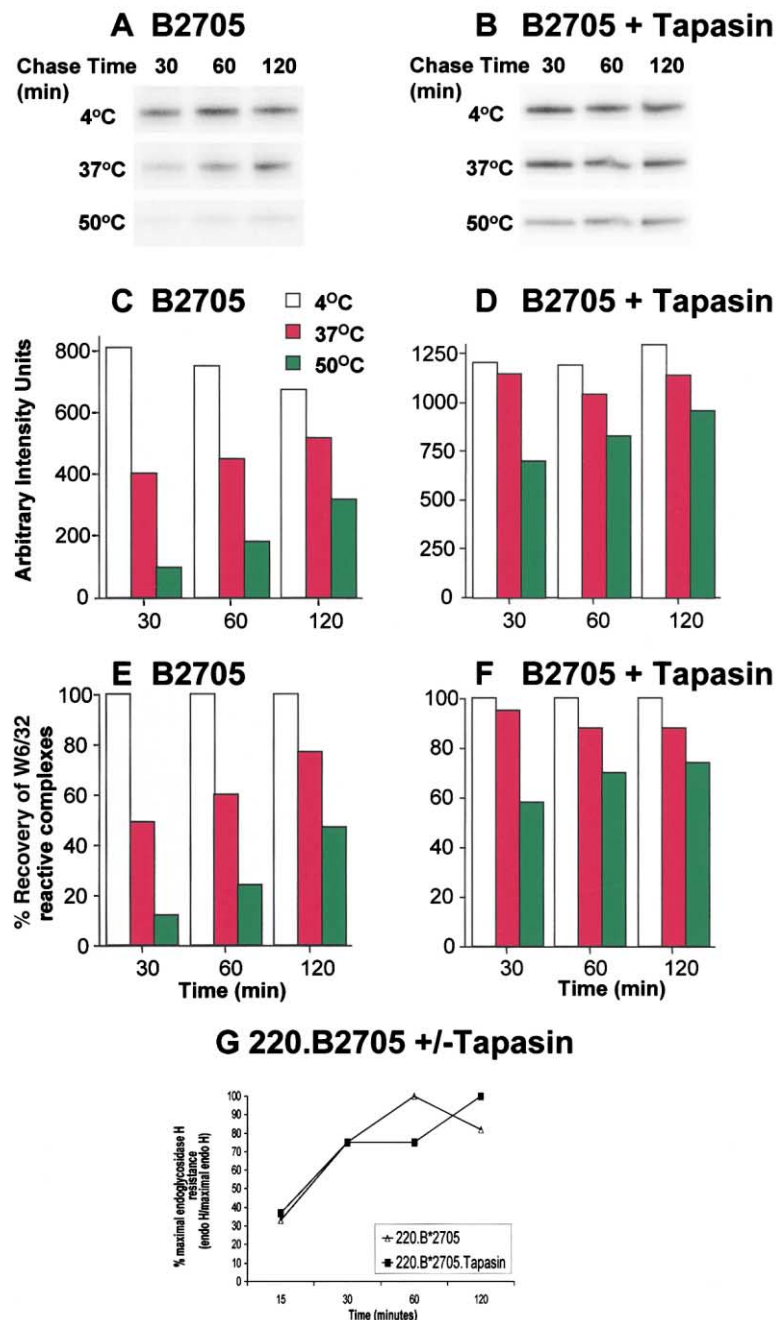 A B2705
Chase Time 30 60 120
(min)
4°C
37°C
50°C
B B2705 + Tapasin
Chase Time 30 60 120
(min)
4°C
37°C
50°C
C B2705
4°C
37°C
50°C
Arbitrary Intensity Units
800
600
400
200
0
30 60 120
D B2705 + Tapasin
1250
1000
750
500
250
0
30 60 120
E B2705
% Recovery of W6/32
reactive complexes
100
80
60
40
20
0
30 60 120
Time (min)
F B2705 + Tapasin
100
80
60
40
20
0
30 60 120
Time (min)
G 220.B2705 +/-Tapasin
% maximal endoglycosidase H
resistance
(endo H/maximal endo H)
100
90
80
70
60
50
40
30
20
10
0
15 30 60 120
Time (minutes)
220.B*2705
220.B*2705.Tapasin